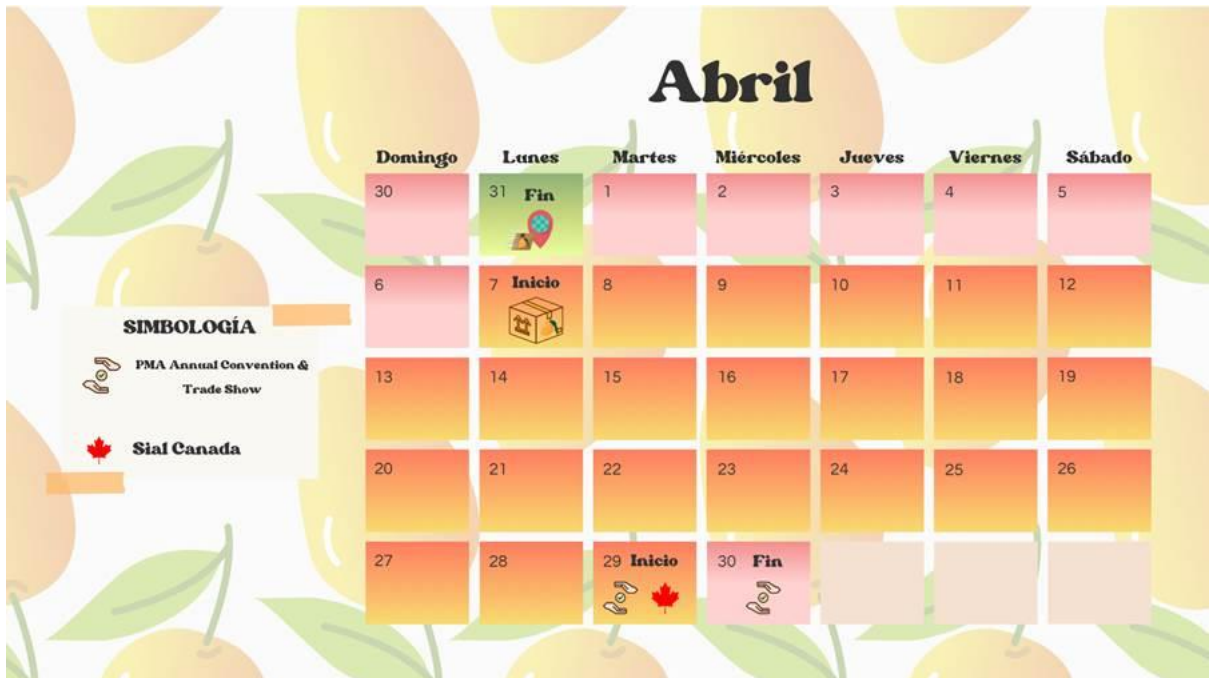 Abril
Domingo Lunes Martes Miércoles Jueves Viernes Sábado
30 31 Fin 1 2 3 4 5
6 7 Inicio 8 9 10 11 12
13 14 15 16 17 18 19
20 21 22 23 24 25 26
27 28 29 Inicio 30 Fin
SIMBOLOGÍA
PMA Annual Convention &
Trade Show
Sial Canada